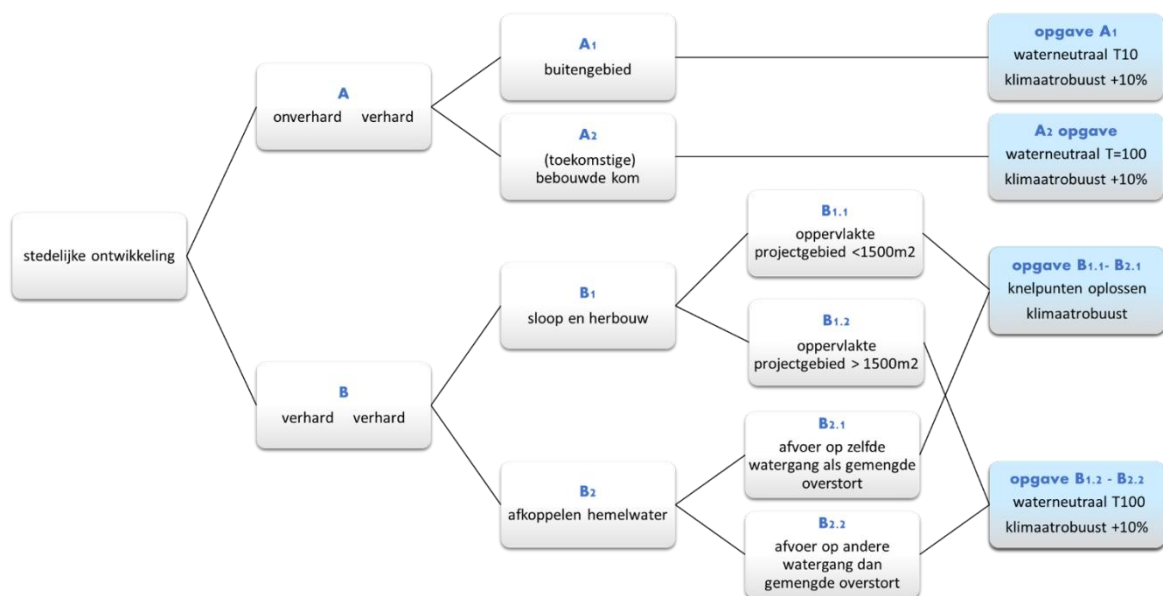 stedelijke ontwikkeling
A
onverhard verhard
B
verhard verhard
A1
buitengebied
A2
(toekomstige)
bebouwde kom
B1
sloop en herbouw
B2
afkoppelen hemelwater
B1.1
oppervlakte
projectgebied <1500m2
B1.2
oppervlakte
projectgebied > 1500m2
B2.1
afvoer op zelfde
watergang als gemengde
overstort
B2.2
afvoer op andere
watergang dan
gemengde overstort
opgave A1
waterneutraal T10
klimaatrobuust +10%
A2 opgave
waterneutraal T=100
klimaatrobuust +10%
opgave B1.1- B2.1
knelpunten oplossen
klimaatrobuust
opgave B1.2 - B2.2
waterneutraal T100
klimaatrobuust +10%